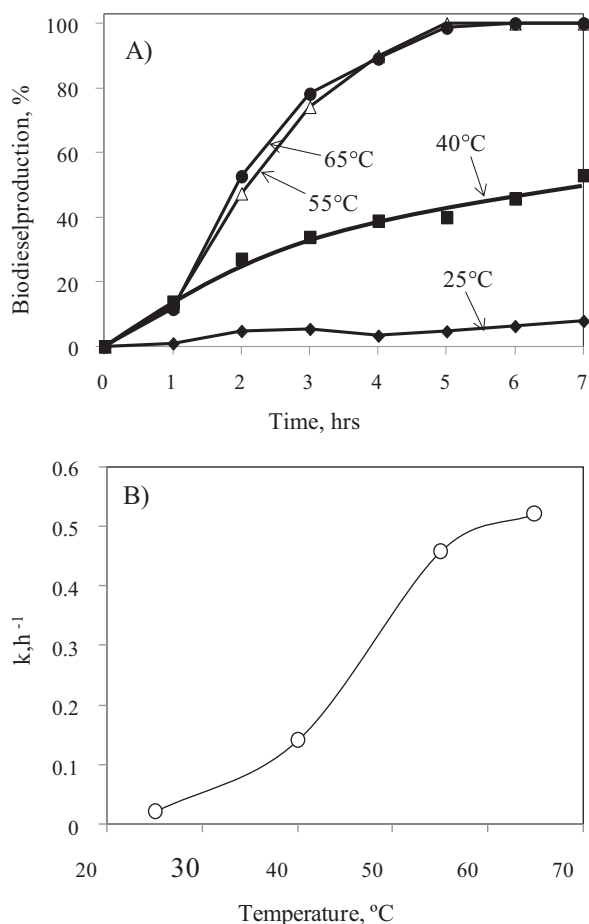 A)
Biodieselproduction, %
100
80
60
40
20
0
65°C
55°C
40°C
25°C
0 1 2 3 4 5 6 7
Time, hrs
B)
k,h -1
0.6
0.5
0.4
0.3
0.2
0.1
0
20 30 40 50 60 70
Temperature, ºC